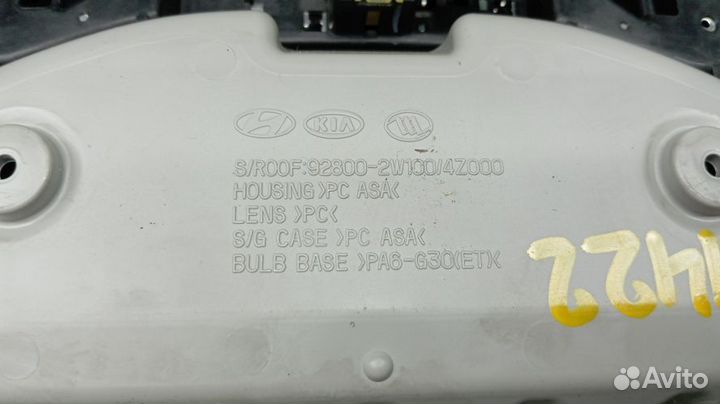 KIA
S/ROOF:92800-2W100/4Z000
HOUSING >PC ASA<
LENS >PC<
S/G CASE >PC ASA<
BULB BASE >PA6-G30(ET)<
1422
Avito